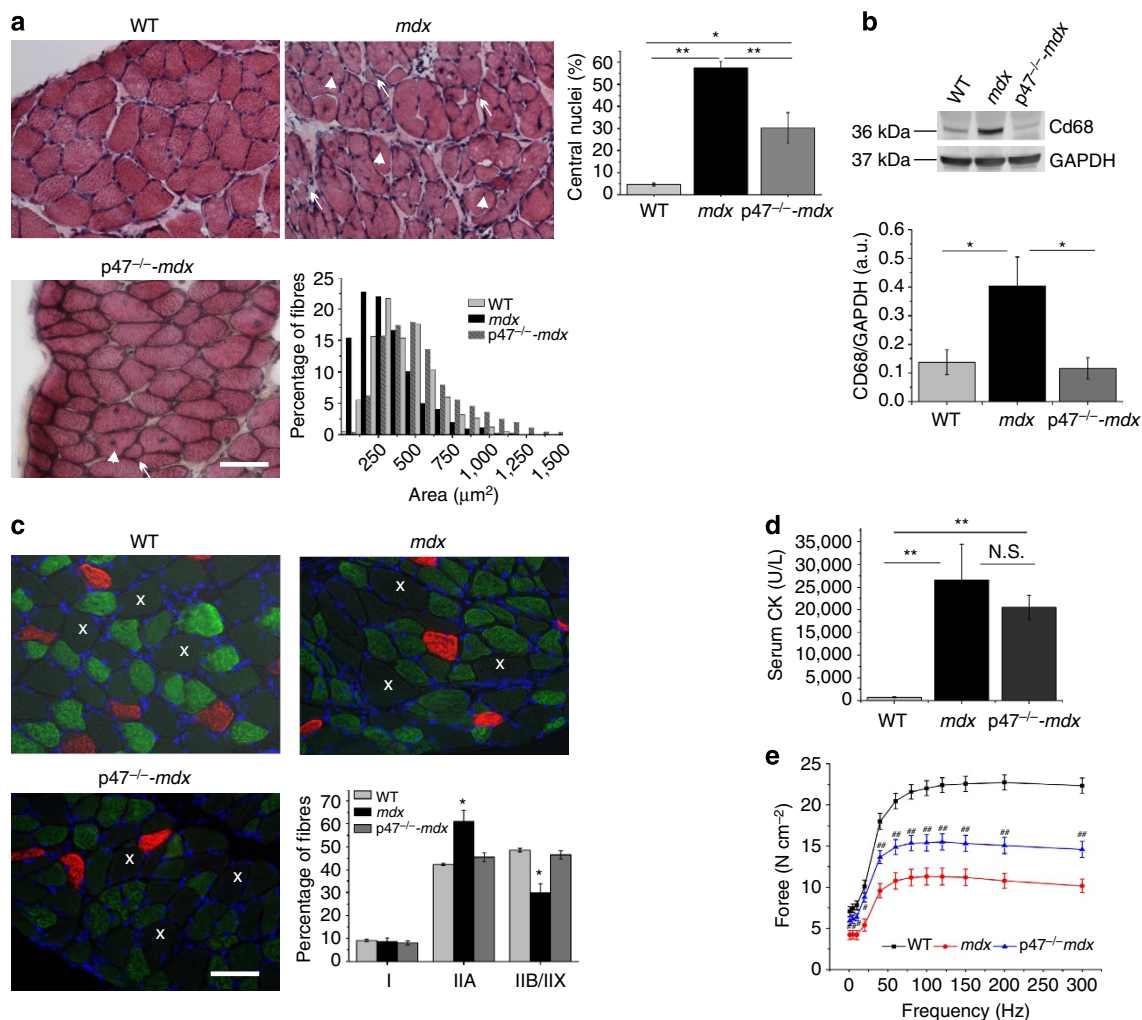 a
WT
mdx
*
**
**
Central nuclei (%)
60
50
40
30
20
10
0
WT
mdx
p47–/–-mdx
p47–/–-mdx
Percentage of fibres
25
20
15
10
5
0
WT
mdx
p47–/–-mdx
250
500
750
1,000
1,250
1,500
Area (μm2)
b
WT
mdx
p47–/–-mdx
36 kDa
Cd68
37 kDa
GAPDH
CD68/GAPDH (a.u.)
0.6
0.5
0.4
0.3
0.2
0.1
0.0
*
*
WT
mdx
p47–/–-mdx
c
WT
mdx
x
x
x
x
x
p47–/–-mdx
x
x
x
x
Percentage of fibres
70
60
50
40
30
20
10
0
WT
mdx
p47–/–-mdx
*
*
I
IIA
IIB/IIX
d
**
**
N.S.
Serum CK (U/L)
35,000
30,000
25,000
20,000
15,000
10,000
5,000
0
WT
mdx
p47–/–-mdx
e
Foree (N cm–2)
25
20
15
10
5
0
##
##
##
##
##
##
##
##
#
#
##
WT
mdx
p47–/–mdx
0
50
100
150
200
250
300
Frequency (Hz)